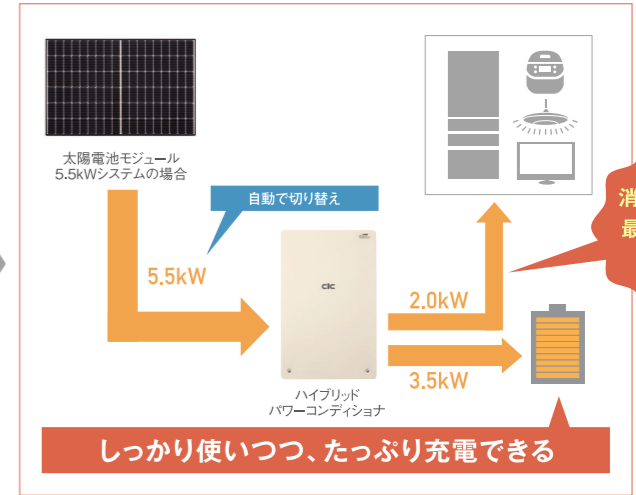 太陽電池モジュール
5.5kWシステムの場合
自動で切り替え
5.5kW
CIC
2.0kW
3.5kW
ハイブリッド
パワーコンディショナ
消
最
しっかり使いつつ、たっぷり充電できる